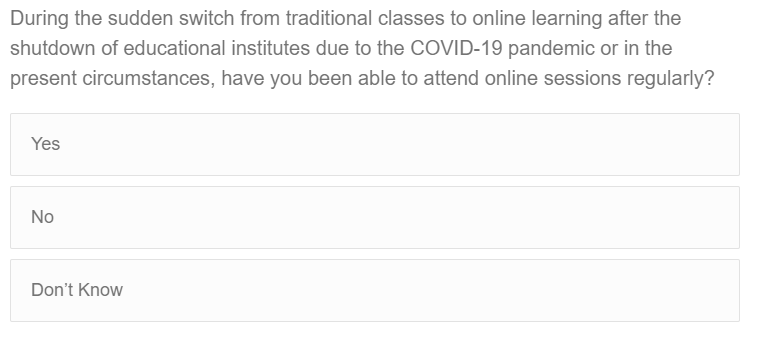 During the sudden switch from traditional classes to online learning after the
shutdown of educational institutes due to the COVID-19 pandemic or in the
present circumstances, have you been able to attend online sessions regularly?
Yes
No
Don’t Know